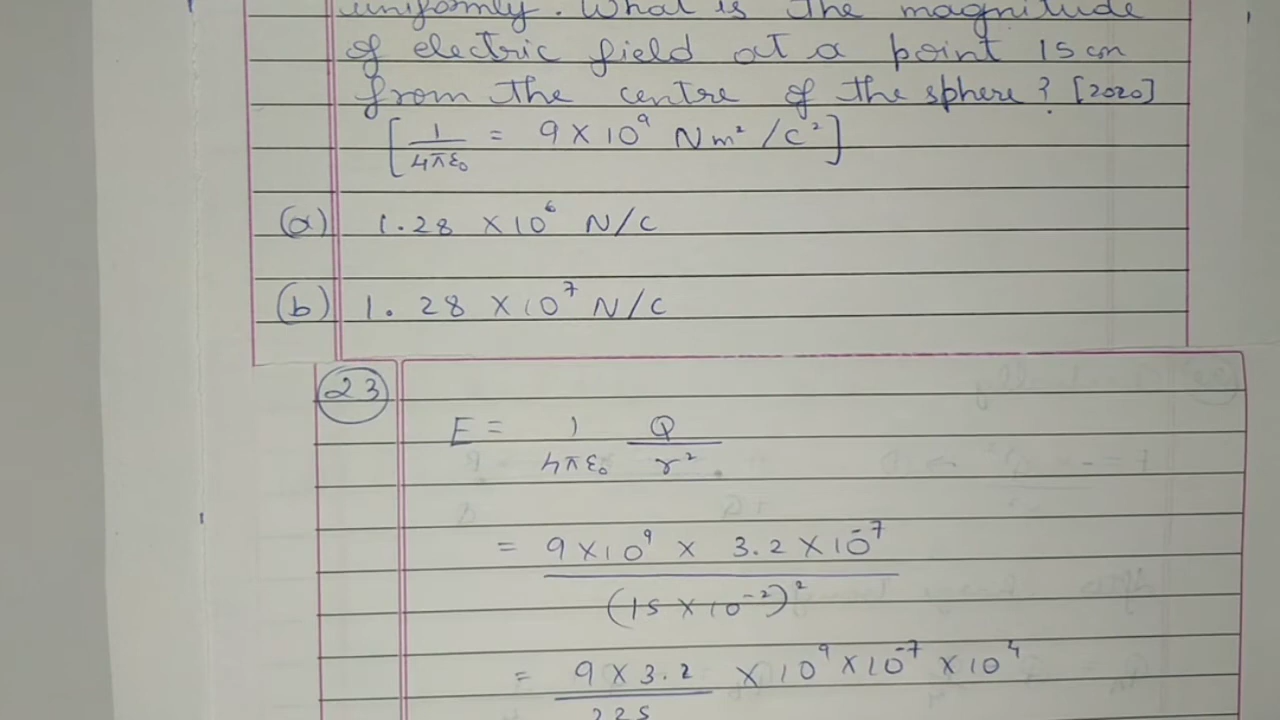 uniformly. What is the magnitude
of electric field at a point 15 cm
from the centre of the sphere? [2020]
[1/4πε₀ = 9 × 10⁹ Nm²/C²]
(a) 1.28 × 10⁶ N/C
(b) 1.28 × 10⁷ N/C
23
E = 1/4πε₀ Q/r²
= 9 × 10⁹ × 3.2 × 10⁻⁷ / (15 × 10⁻²)²
= 9 × 3.2 / 225 × 10⁹ × 10⁻⁷ × 10⁴